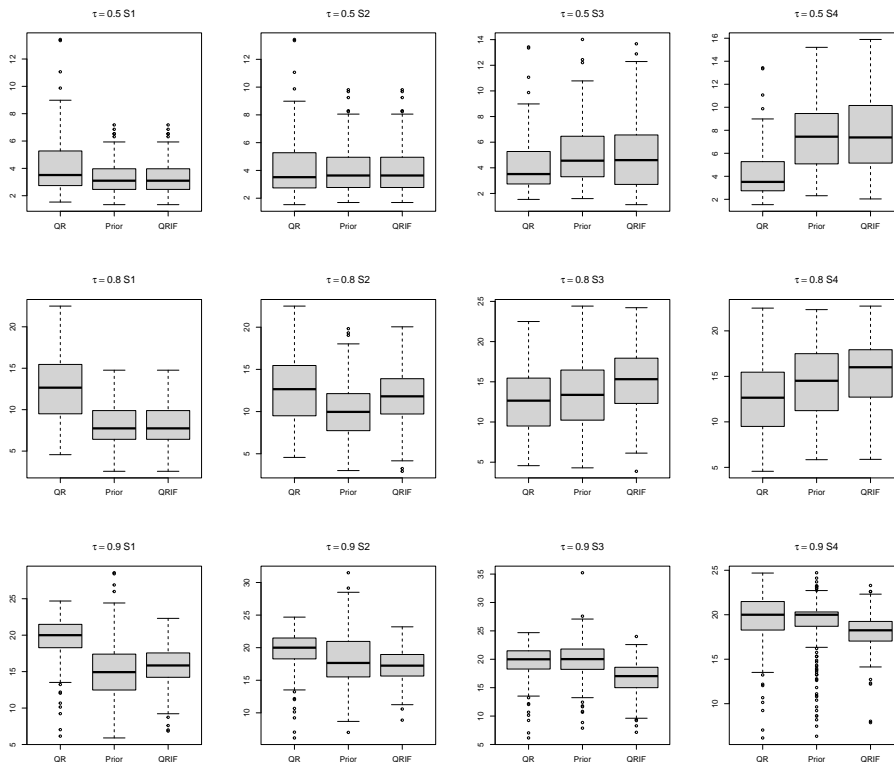 τ = 0.5 S1
τ = 0.5 S2
τ = 0.5 S3
τ = 0.5 S4
2 4 6 8 10 12
QR Prior QRIF
2 4 6 8 10 12
QR Prior QRIF
2 4 6 8 10 12 14
QR Prior QRIF
2 4 6 8 10 12 14 16
QR Prior QRIF
τ = 0.8 S1
τ = 0.8 S2
τ = 0.8 S3
τ = 0.8 S4
5 10 15 20
QR Prior QRIF
5 10 15 20
QR Prior QRIF
5 10 15 20 25
QR Prior QRIF
5 10 15 20
QR Prior QRIF
τ = 0.9 S1
τ = 0.9 S2
τ = 0.9 S3
τ = 0.9 S4
5 10 15 20 25
QR Prior QRIF
10 15 20 25 30
QR Prior QRIF
5 10 15 20 25 30 35
QR Prior QRIF
10 15 20 25
QR Prior QRIF